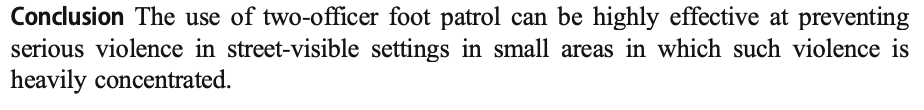 Conclusion The use of two-officer foot patrol can be highly effective at preventing
serious violence in street-visible settings in small areas in which such violence is
heavily concentrated.